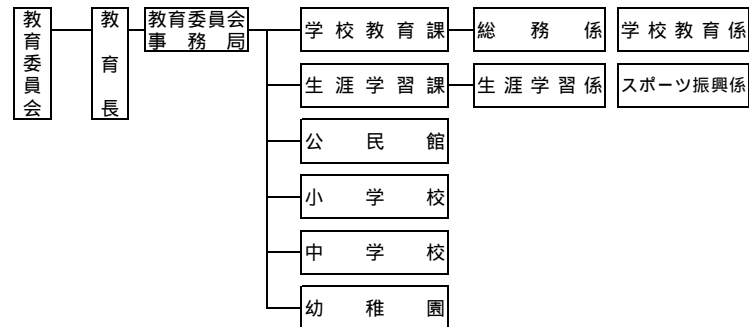 教育委員会
教育長
教育委員会
事務局
学校教育課
総務係
学校教育係
生涯学習課
生涯学習係
スポーツ振興係
公民館
小学校
中学校
幼稚園